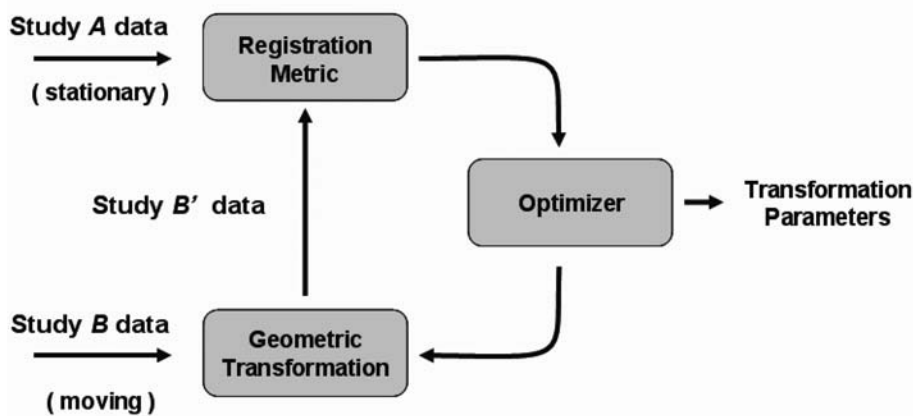 Study A data
( stationary )
Registration
Metric
Study B' data
Optimizer
Transformation
Parameters
Study B data
( moving )
Geometric
Transformation